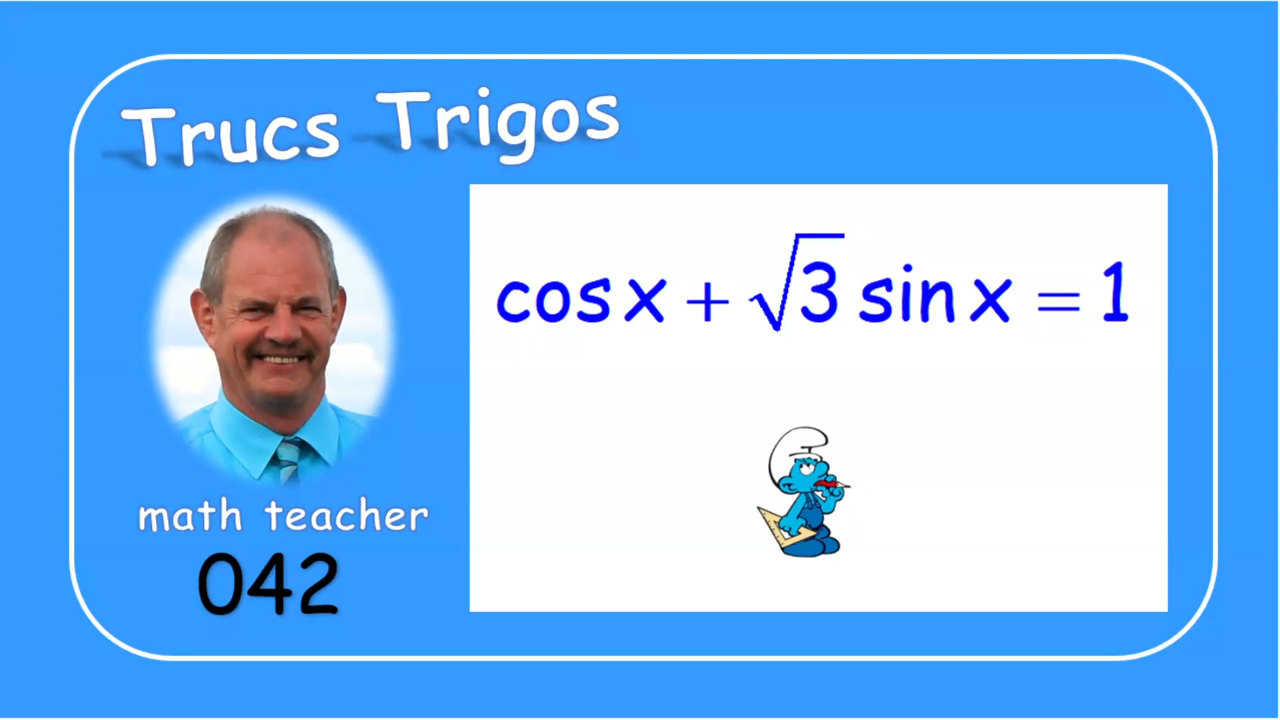 Trucs Trigos
cos x + √3 sin x = 1
math teacher
042